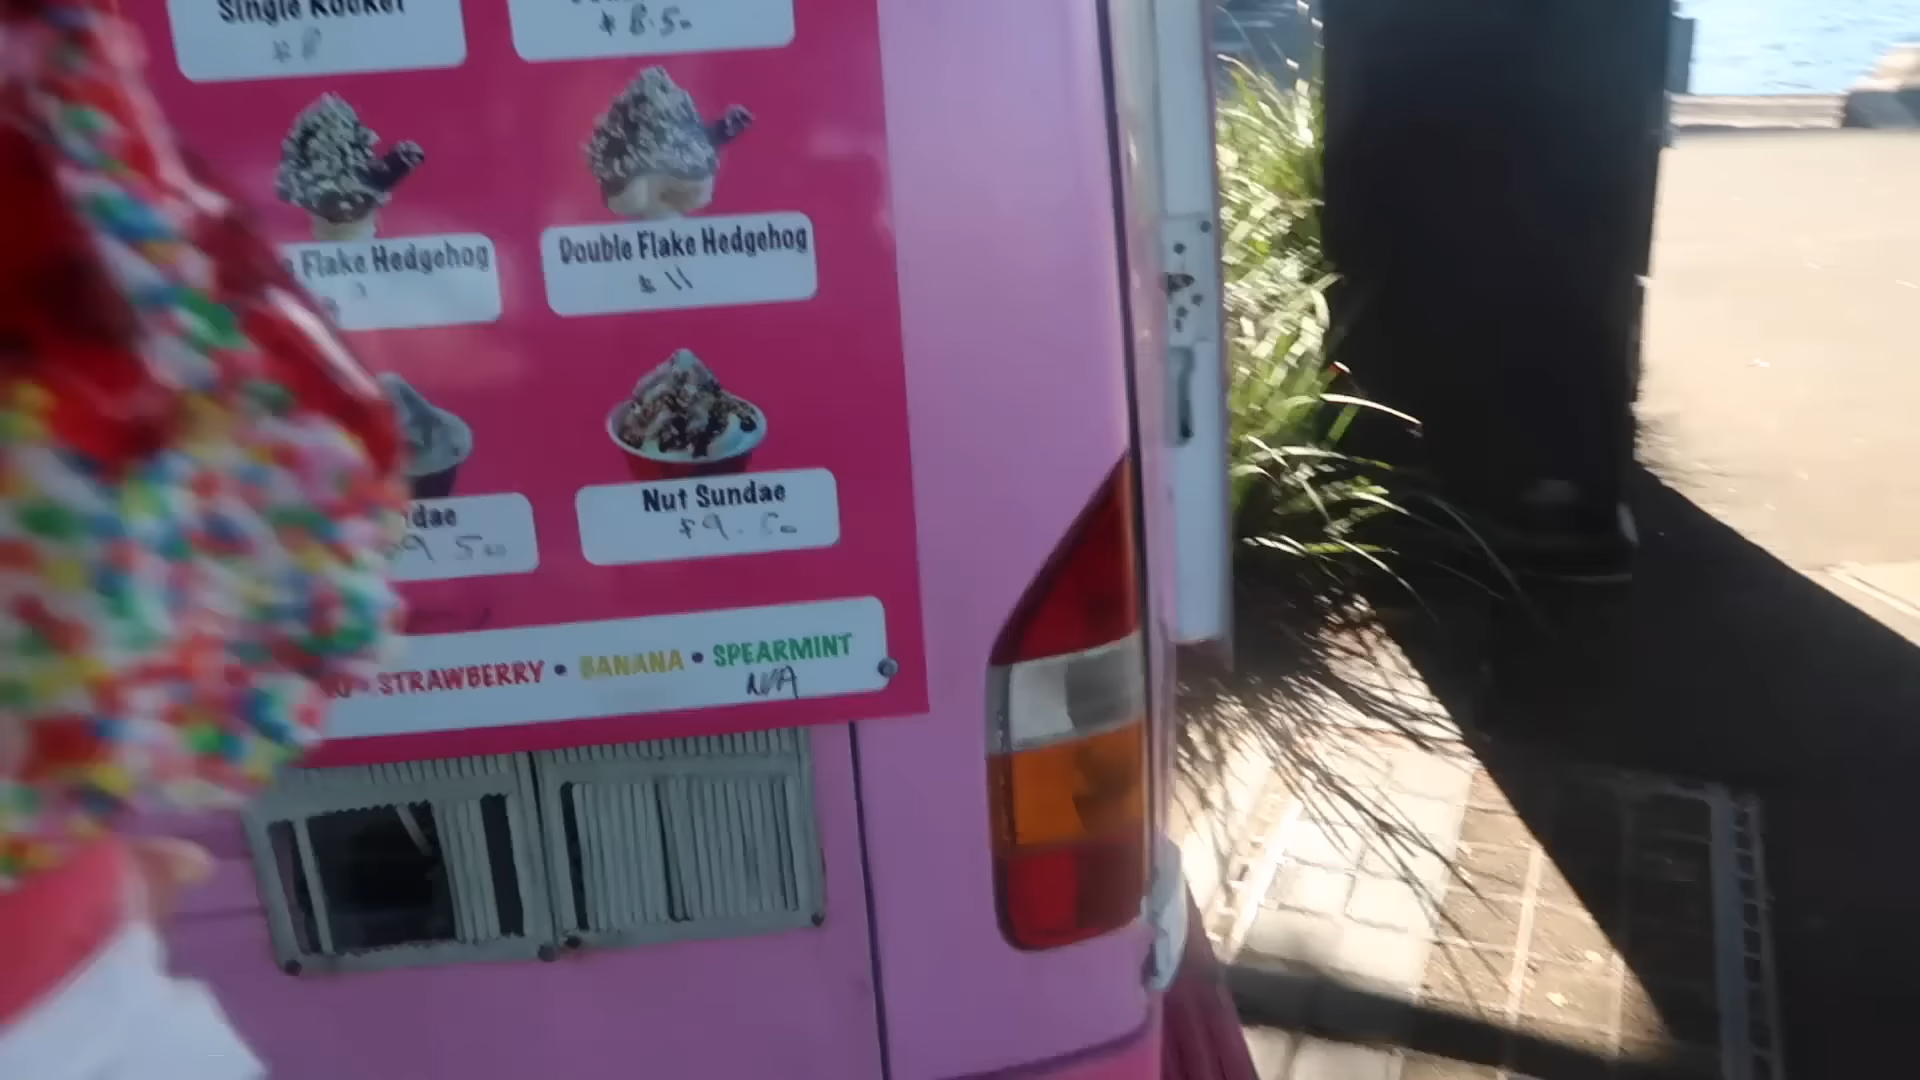 Single Rocket
$8
$8.50
Flake Hedgehog
Double Flake Hedgehog
$11
Nut Sundae
$9.50
9.50
STRAWBERRY • BANANA • SPEARMINT
N/A